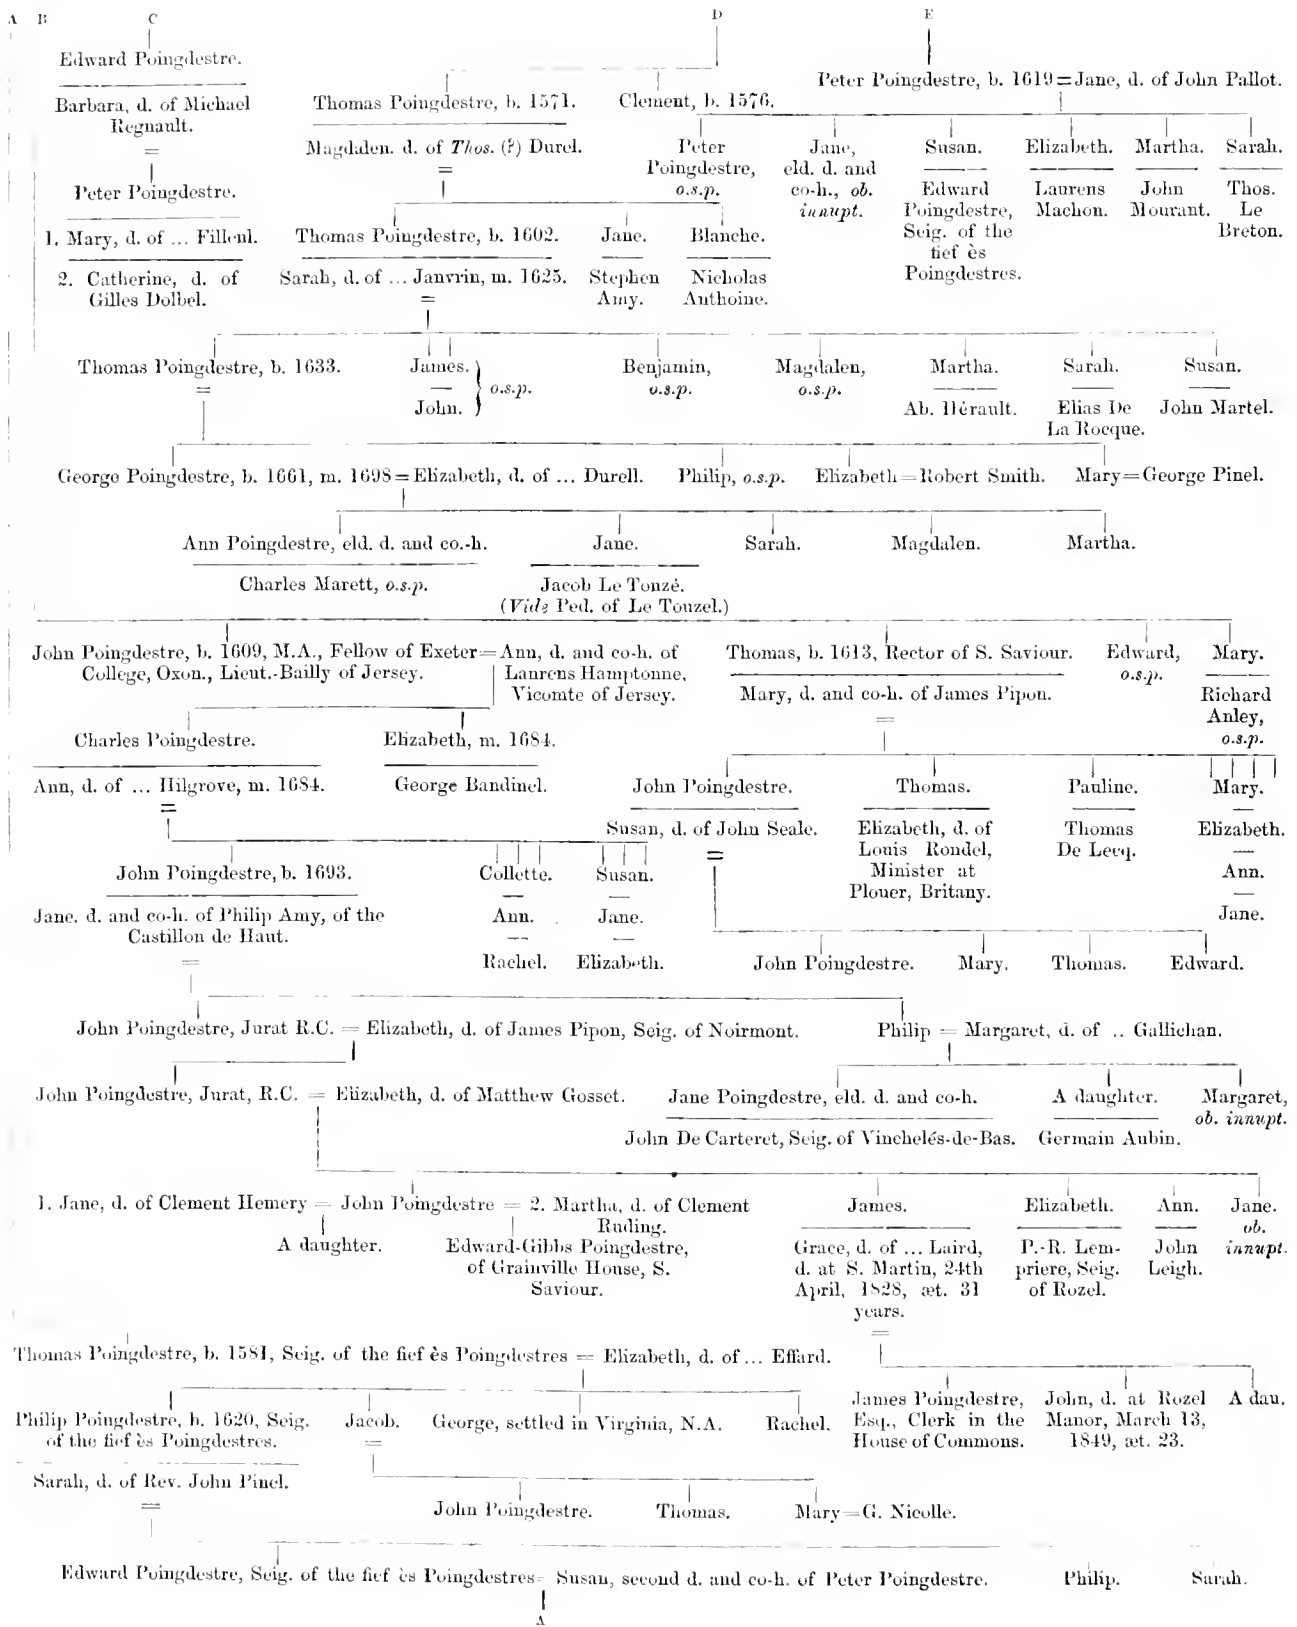 A B C D E
Edward Poingdestre.
Barbara, d. of Michael
Regnault.
=
Peter Poingdestre.
1. Mary, d. of ... Fillenl.
2. Catherine, d. of
Gilles Dolbel.
Thomas Poingdestre, b. 1571.
Magdalen. d. of Thos. (?) Durel.
=
Clement, b. 1576.
Peter Poingdestre, b. 1619 = Jane, d. of John Pallot.
Peter
Poingdestre,
o.s.p.
Jane,
eld. d. and
co-h., ob.
innupt.
Susan.
Edward
Poingdestre,
Seig. of the
fief ès
Poingdestres.
Elizabeth.
Laurens
Machon.
Martha.
John
Mourant.
Sarah.
Thos.
Le
Breton.
Thomas Poingdestre, b. 1602.
Sarah, d. of ... Janvrin, m. 1625.
=
Jane.
Stephen
Amy.
Blanche.
Nicholas
Anthoine.
Thomas Poingdestre, b. 1633.
=
James.
John.
} o.s.p.
Benjamin,
o.s.p.
Magdalen,
o.s.p.
Martha.
Ab. Hérault.
Sarah.
Elias De
La Rocque.
Susan.
John Martel.
George Poingdestre, b. 1661, m. 1698 = Elizabeth, d. of ... Durell. Philip, o.s.p. Elizabeth = Robert Smith. Mary = George Pinel.
Ann Poingdestre, eld. d. and co.-h.
Charles Marett, o.s.p.
Jane.
Jacob Le Touzé.
(Vide Ped. of Le Touzel.)
Sarah. Magdalen. Martha.
John Poingdestre, b. 1609, M.A., Fellow of Exeter = Ann, d. and co-h. of
College, Oxon., Lieut.-Bailly of Jersey. Laurens Hamptonne,
Vicomte of Jersey.
Thomas, b. 1613, Rector of S. Saviour.
Mary, d. and co-h. of James Pipon.
=
Edward,
o.s.p.
Mary.
Richard
Anley,
o.s.p.
Charles Poingdestre.
Ann, d. of ... Hilgrove, m. 1684.
=
Elizabeth, m. 1684.
George Bandinel.
John Poingdestre.
Susan, d. of John Seale.
=
Thomas.
Elizabeth, d. of
Louis Rondel,
Minister at
Plouer, Britany.
Pauline.
Thomas
De Lecq.
Mary.
Elizabeth.
Ann.
Jane.
John Poingdestre, b. 1693.
Jane. d. and co-h. of Philip Amy, of the
Castillon de Haut.
=
Collette.
Ann.
Rachel.
Susan.
Jane.
Elizabeth.
John Poingdestre. Mary. Thomas. Edward.
John Poingdestre, Jurat R.C. = Elizabeth, d. of James Pipon, Seig. of Noirmont. Philip = Margaret, d. of .. Gallichan.
John Poingdestre, Jurat, R.C. = Elizabeth, d. of Matthew Gosset.
Jane Poingdestre, eld. d. and co-h.
John De Carteret, Seig. of Vinchelés-de-Bas.
A daughter.
Germain Aubin.
Margaret,
ob. innupt.
1. Jane, d. of Clement Hemery = John Poingdestre = 2. Martha, d. of Clement
Ruding.
A daughter.
Edward-Gibbs Poingdestre,
of Grainville House, S.
Saviour.
James.
Grace, d. of ... Laird,
d. at S. Martin, 24th
April, 1828, æt. 31
years.
=
Elizabeth.
P.-R. Lem-
priere, Seig.
of Rozel.
Ann.
John
Leigh.
Jane.
ob.
innupt.
Thomas Poingdestre, b. 1581, Seig. of the fief ès Poingdestres = Elizabeth, d. of ... Effard.
James Poingdestre,
Esq., Clerk in the
House of Commons.
John, d. at Rozel
Manor, March 13,
1849, æt. 23.
A dau.
Philip Poingdestre, b. 1620, Seig.
of the fief ès Poingdestres.
Sarah, d. of Rev. John Pinel.
=
Jacob.
=
George, settled in Virginia, N.A. Rachel.
John Poingdestre. Thomas. Mary = G. Nicolle.
Edward Poingdestre, Seig. of the fief ès Poingdestres = Susan, second d. and co-h. of Peter Poingdestre. Philip. Sarah.
A